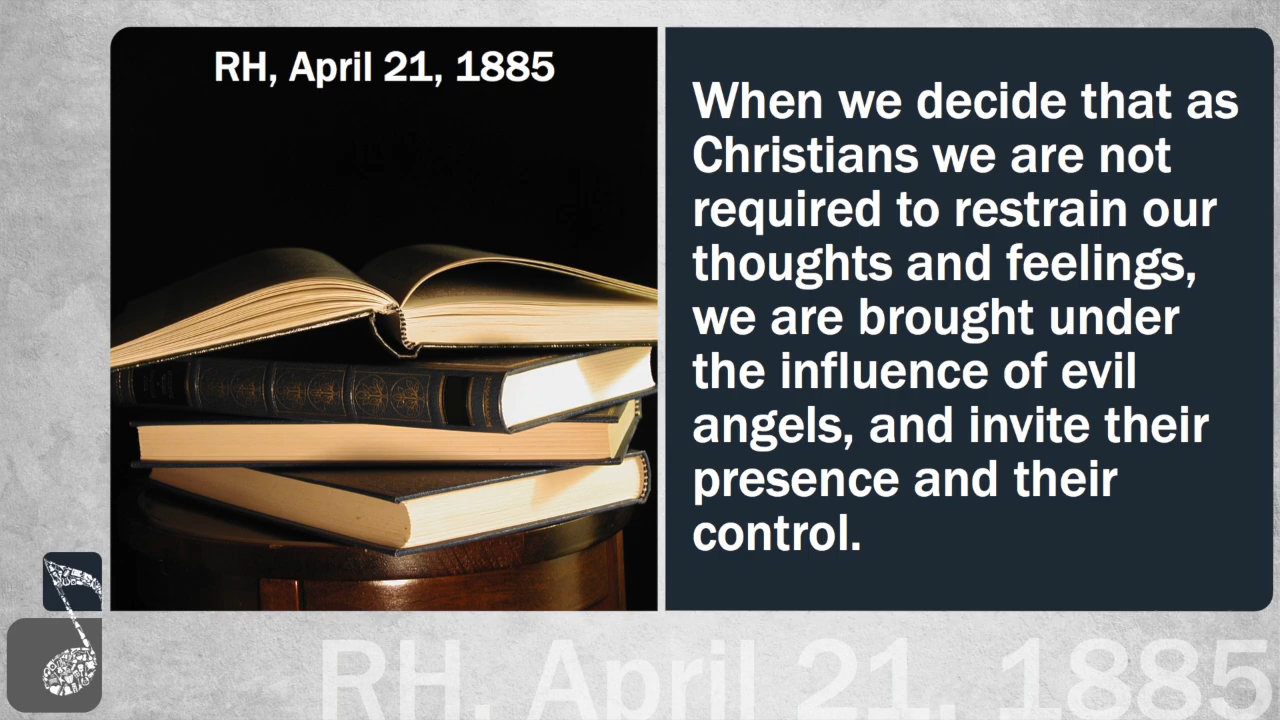 RH, April 21, 1885
When we decide that as
Christians we are not
required to restrain our
thoughts and feelings,
we are brought under
the influence of evil
angels, and invite their
presence and their
control.
RH, April 21, 1885